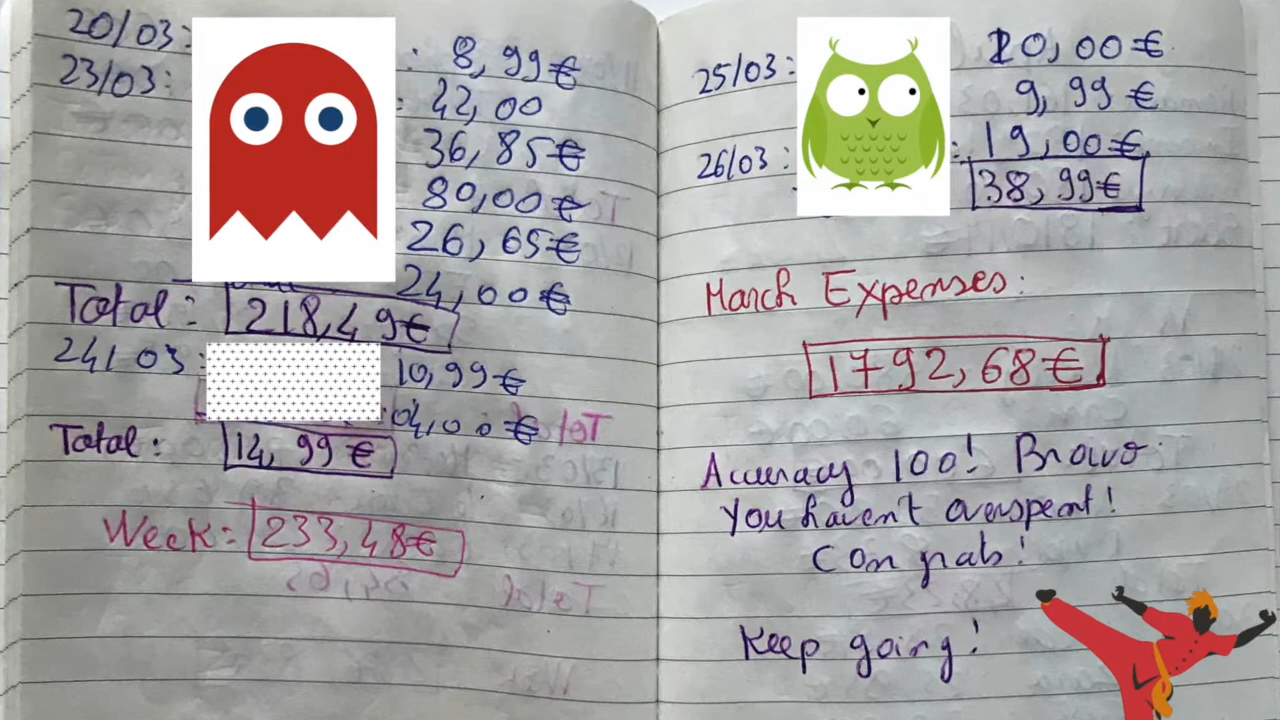 20/03: : 8,99€
23/03: : 42,00
36,85€
80,00€
26,65€
24,00€
Total: 218,49€
24/03: 10,99€
: 04,00€
Total: 14,99€
Week: 233,48€
25/03: 10,00€
9,99€
26/03: : 19,00€
38,99€
March Expenses:
1792,68€
Accuracy 100! Bravo
You haven't overspent!
Congrats!
Keep going!